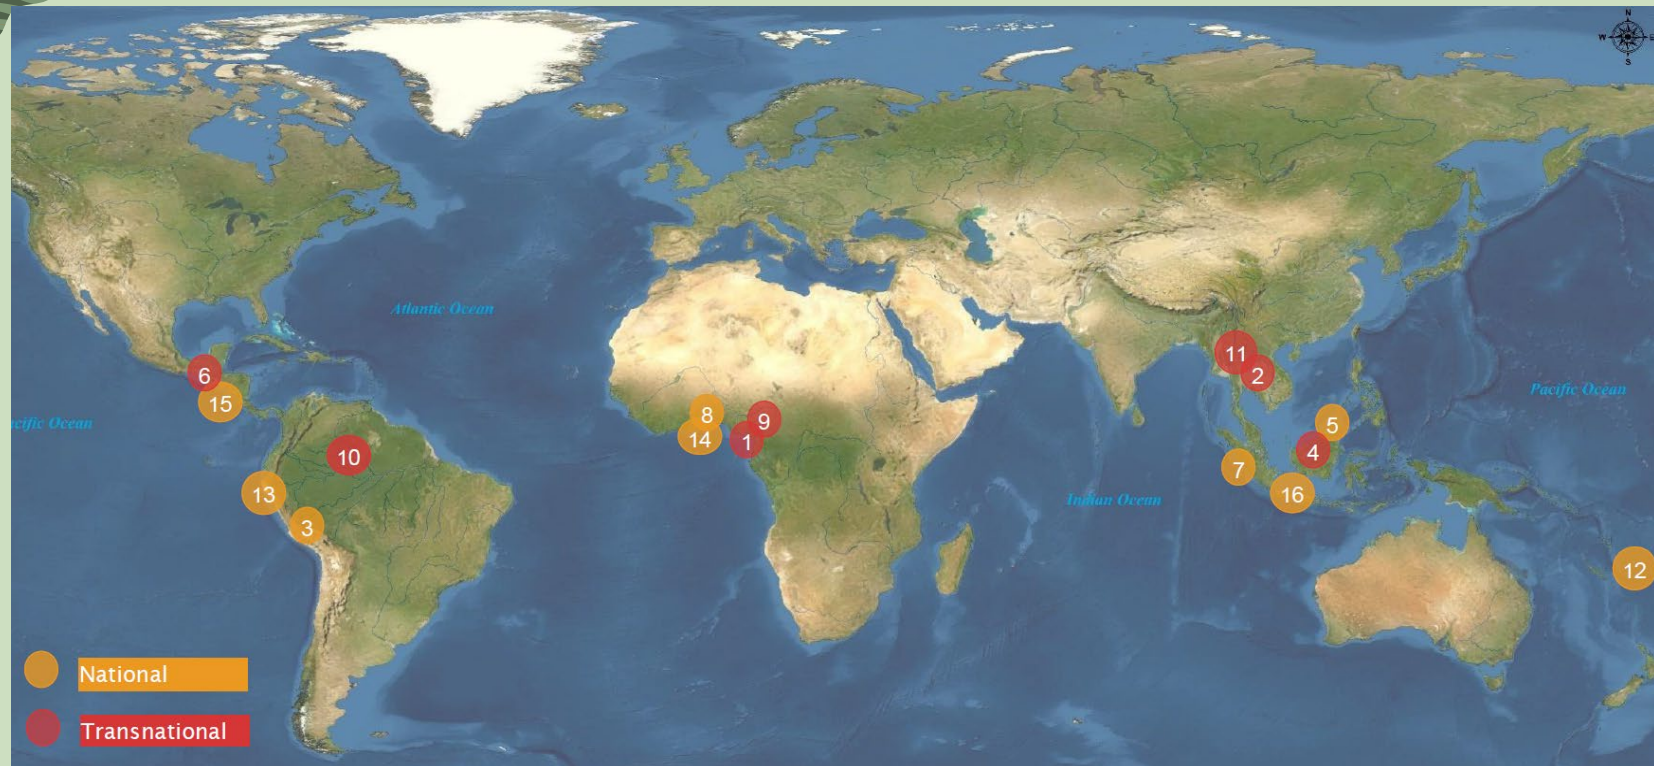 N
W E
S
Atlantic Ocean
6
15
cific Ocean
10
13
3
8
9
14
1
11
2
Pacific Ocean
5
4
7
16
Indian Ocean
12
National
Transnational